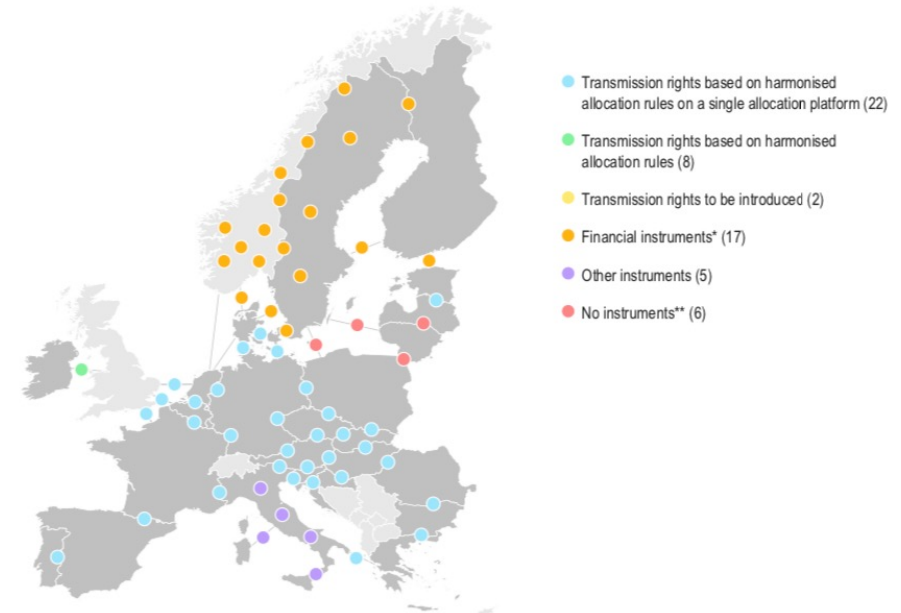 Transmission rights based on harmonised
allocation rules on a single allocation platform (22)
Transmission rights based on harmonised
allocation rules (8)
Transmission rights to be introduced (2)
Financial instruments* (17)
Other instruments (5)
No instruments** (6)